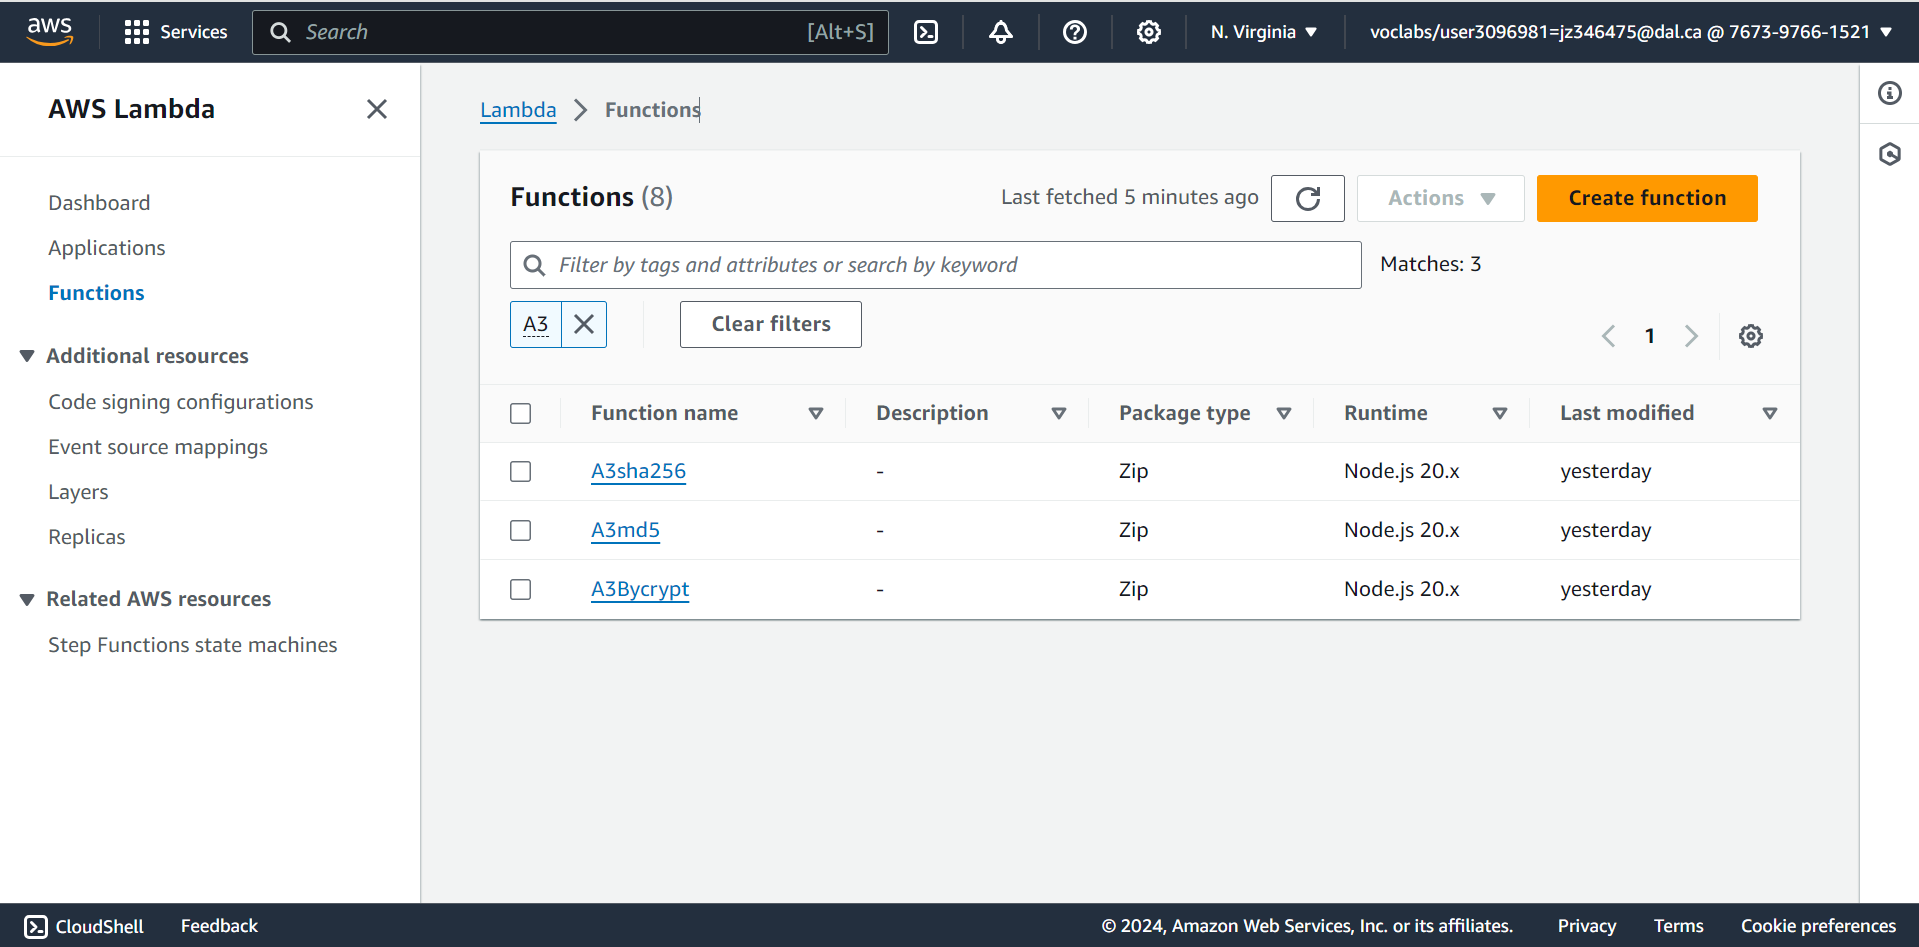 aws Services Search [Alt+S] N. Virginia voclabs/user3096981=jz346475@dal.ca @ 7673-9766-1521
AWS Lambda
Dashboard
Applications
Functions
Additional resources
Code signing configurations
Event source mappings
Layers
Replicas
Related AWS resources
Step Functions state machines
Lambda Functions
Functions (8) Last fetched 5 minutes ago Actions Create function
Filter by tags and attributes or search by keyword Matches: 3
A3 Clear filters 1
Function name Description Package type Runtime Last modified
A3sha256 - Zip Node.js 20.x yesterday
A3md5 - Zip Node.js 20.x yesterday
A3Bycrypt - Zip Node.js 20.x yesterday
CloudShell Feedback © 2024, Amazon Web Services, Inc. or its affiliates. Privacy Terms Cookie preferences